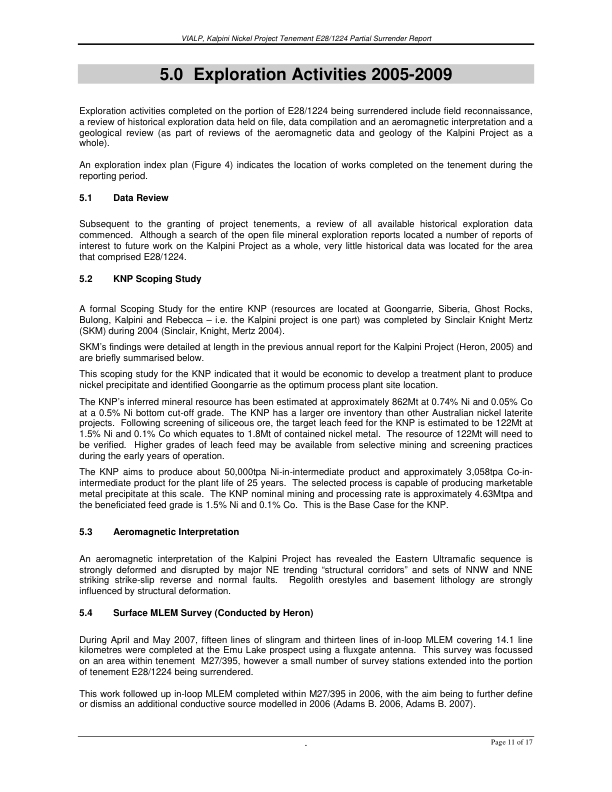 VIALP, Kalpini Nickel Project Tenement E28/1224 Partial Surrender Report
5.0 Exploration Activities 2005-2009
Exploration activities completed on the portion of E28/1224 being surrendered include field reconnaissance,
a review of historical exploration data held on file, data compilation and an aeromagnetic interpretation and a
geological review (as part of reviews of the aeromagnetic data and geology of the Kalpini Project as a
whole).
An exploration index plan (Figure 4) indicates the location of works completed on the tenement during the
reporting period.
5.1 Data Review
Subsequent to the granting of project tenements, a review of all available historical exploration data
commenced. Although a search of the open file mineral exploration reports located a number of reports of
interest to future work on the Kalpini Project as a whole, very little historical data was located for the area
that comprised E28/1224.
5.2 KNP Scoping Study
A formal Scoping Study for the entire KNP (resources are located at Goongarrie, Siberia, Ghost Rocks,
Bulong, Kalpini and Rebecca – i.e. the Kalpini project is one part) was completed by Sinclair Knight Mertz
(SKM) during 2004 (Sinclair, Knight, Mertz 2004).
SKM's findings were detailed at length in the previous annual report for the Kalpini Project (Heron, 2005) and
are briefly summarised below.
This scoping study for the KNP indicated that it would be economic to develop a treatment plant to produce
nickel precipitate and identified Goongarrie as the optimum process plant site location.
The KNP's inferred mineral resource has been estimated at approximately 862Mt at 0.74% Ni and 0.05% Co
at a 0.5% Ni bottom cut-off grade. The KNP has a larger ore inventory than other Australian nickel laterite
projects. Following screening of siliceous ore, the target leach feed for the KNP is estimated to be 122Mt at
1.5% Ni and 0.1% Co which equates to 1.8Mt of contained nickel metal. The resource of 122Mt will need to
be verified. Higher grades of leach feed may be available from selective mining and screening practices
during the early years of operation.
The KNP aims to produce about 50,000tpa Ni-in-intermediate product and approximately 3,058tpa Co-in-
intermediate product for the plant life of 25 years. The selected process is capable of producing marketable
metal precipitate at this scale. The KNP nominal mining and processing rate is approximately 4.63Mtpa and
the beneficiated feed grade is 1.5% Ni and 0.1% Co. This is the Base Case for the KNP.
5.3 Aeromagnetic Interpretation
An aeromagnetic interpretation of the Kalpini Project has revealed the Eastern Ultramafic sequence is
strongly deformed and disrupted by major NE trending "structural corridors" and sets of NNW and NNE
striking strike-slip reverse and normal faults. Regolith orestyles and basement lithology are strongly
influenced by structural deformation.
5.4 Surface MLEM Survey (Conducted by Heron)
During April and May 2007, fifteen lines of slingram and thirteen lines of in-loop MLEM covering 14.1 line
kilometres were completed at the Emu Lake prospect using a fluxgate antenna. This survey was focussed
on an area within tenement M27/395, however a small number of survey stations extended into the portion
of tenement E28/1224 being surrendered.
This work followed up in-loop MLEM completed within M27/395 in 2006, with the aim being to further define
or dismiss an additional conductive source modelled in 2006 (Adams B. 2006, Adams B. 2007).
-
Page 11 of 17